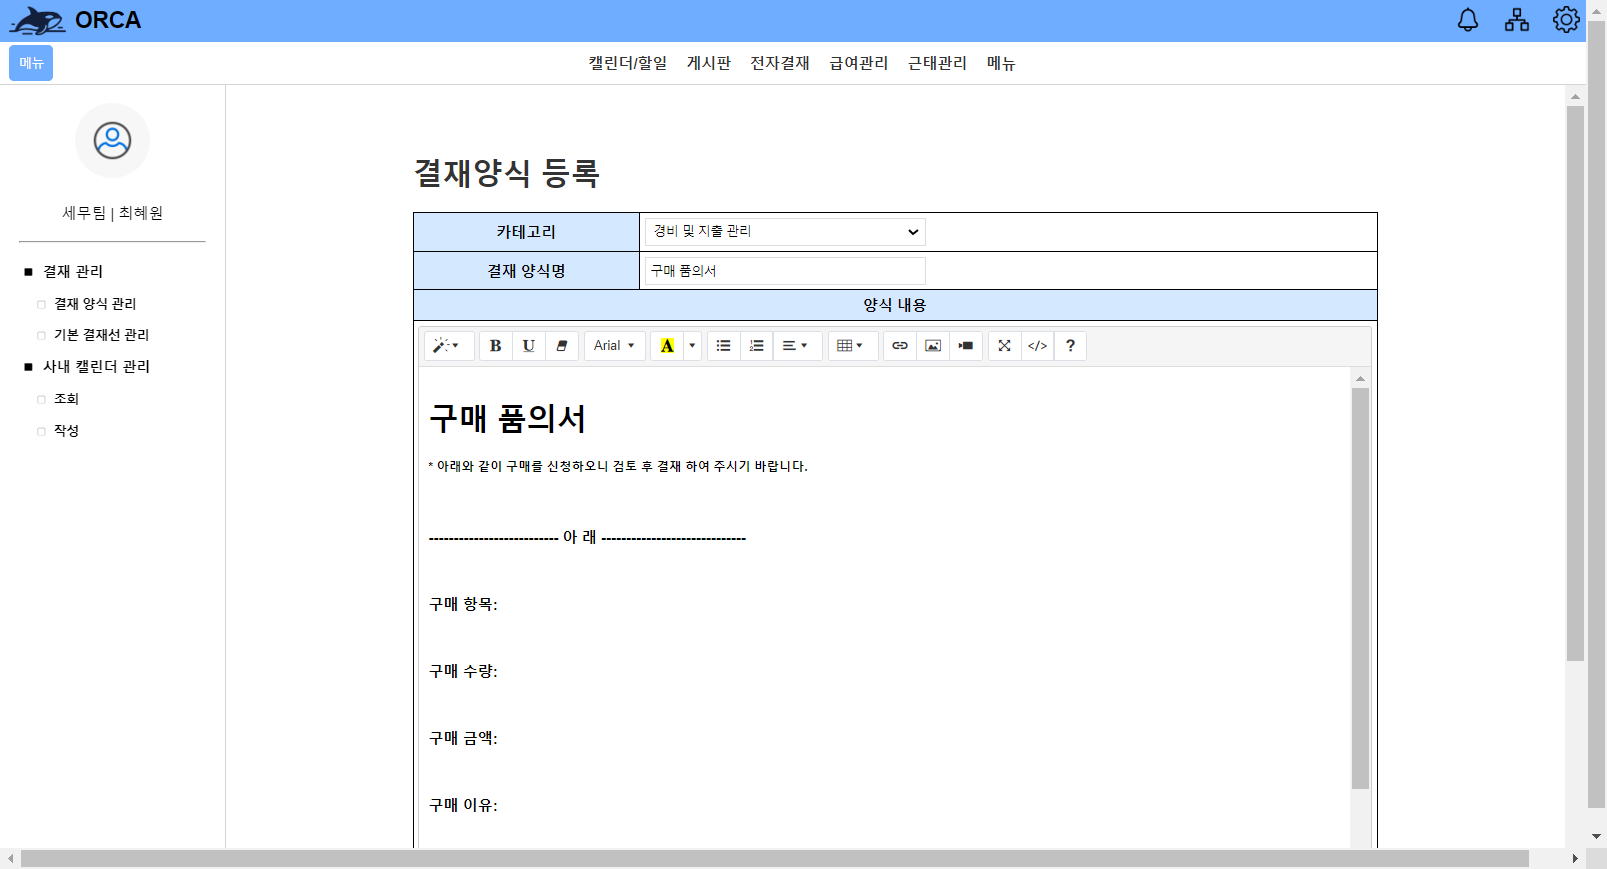 ORCA
메뉴
캘린더/할일 게시판 전자결재 급여관리 근태관리 메뉴
세무팀 | 최혜원
결재 관리
결재 양식 관리
기본 결재선 관리
사내 캘린더 관리
조회
작성
결재양식 등록
카테고리 경비 및 지출 관리
결재 양식명 구매 품의서
양식 내용
B U Arial A </> ?
구매 품의서
* 아래와 같이 구매를 신청하오니 검토 후 결재 하여 주시기 바랍니다.
-------------------------- 아 래 -----------------------------
구매 항목:
구매 수량:
구매 금액:
구매 이유: